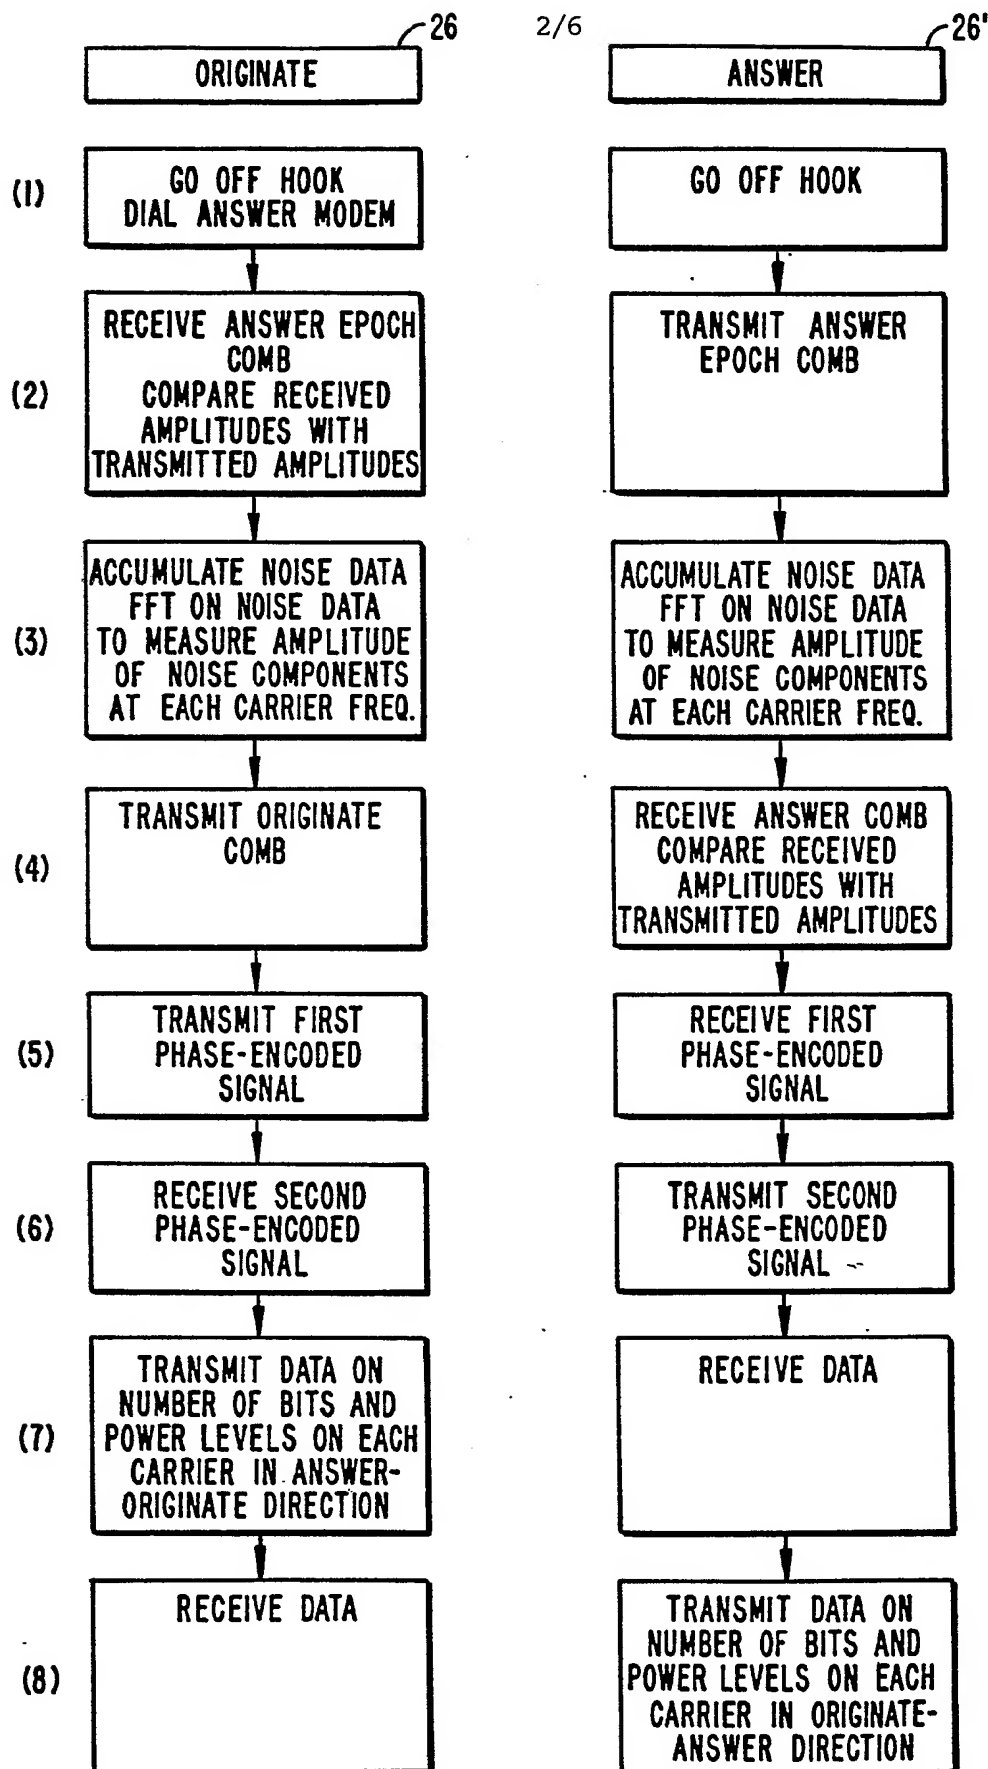 26
2/6
26'
ORIGINATE
ANSWER
(1)
GO OFF HOOK
DIAL ANSWER MODEM
GO OFF HOOK
(2)
RECEIVE ANSWER EPOCH
COMB
COMPARE RECEIVED
AMPLITUDES WITH
TRANSMITTED AMPLITUDES
TRANSMIT ANSWER
EPOCH COMB
(3)
ACCUMULATE NOISE DATA
FFT ON NOISE DATA
TO MEASURE AMPLITUDE
OF NOISE COMPONENTS
AT EACH CARRIER FREQ.
ACCUMULATE NOISE DATA
FFT ON NOISE DATA
TO MEASURE AMPLITUDE
OF NOISE COMPONENTS
AT EACH CARRIER FREQ.
(4)
TRANSMIT ORIGINATE
COMB
RECEIVE ANSWER COMB
COMPARE RECEIVED
AMPLITUDES WITH
TRANSMITTED AMPLITUDES
(5)
TRANSMIT FIRST
PHASE-ENCODED
SIGNAL
RECEIVE FIRST
PHASE-ENCODED
SIGNAL
(6)
RECEIVE SECOND
PHASE-ENCODED
SIGNAL
TRANSMIT SECOND
PHASE-ENCODED
SIGNAL
(7)
TRANSMIT DATA ON
NUMBER OF BITS AND
POWER LEVELS ON EACH
CARRIER IN ANSWER-
ORIGINATE DIRECTION
RECEIVE DATA
(8)
RECEIVE DATA
TRANSMIT DATA ON
NUMBER OF BITS AND
POWER LEVELS ON EACH
CARRIER IN ORIGINATE-
ANSWER DIRECTION